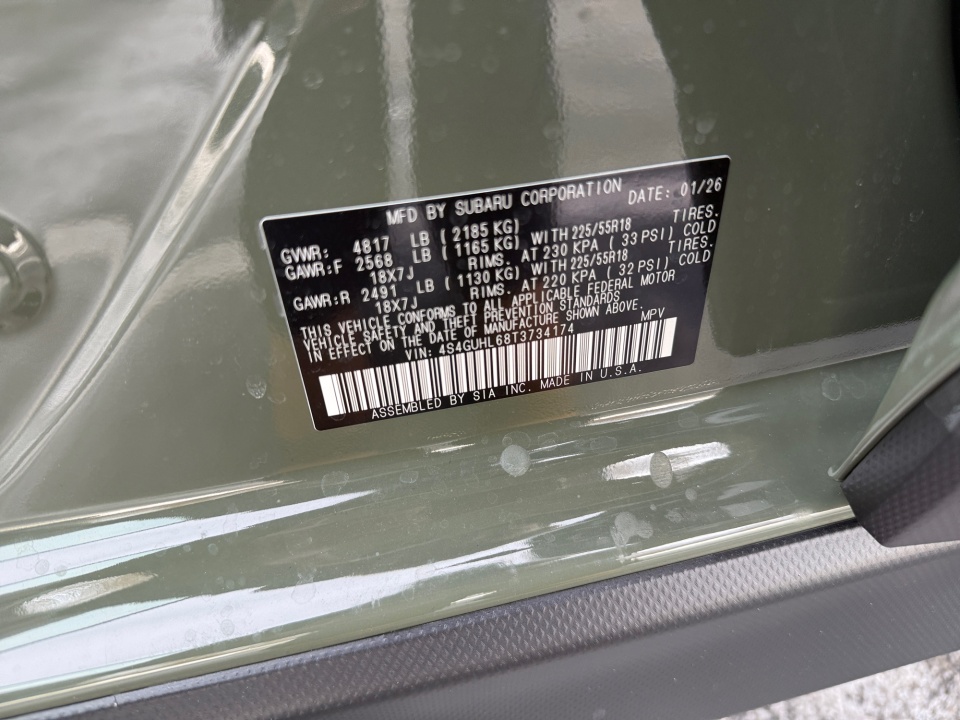 MFD BY SUBARU CORPORATION DATE: 01/26
GVWR: 4817 LB ( 2185 KG)
GAWR:F 2568 LB ( 1165 KG) WITH 225/55R18 TIRES.
18X7J RIMS. AT 230 KPA ( 33 PSI) COLD
GAWR:R 2491 LB ( 1130 KG) WITH 225/55R18 TIRES.
18X7J RIMS. AT 220 KPA ( 32 PSI) COLD
THIS VEHICLE CONFORMS TO ALL APPLICABLE FEDERAL MOTOR
VEHICLE SAFETY AND THEFT PREVENTION STANDARDS
IN EFFECT ON THE DATE OF MANUFACTURE SHOWN ABOVE.
VIN: 4S4GUHL68T3734174 MPV
ASSEMBLED BY SIA INC. MADE IN U.S.A.